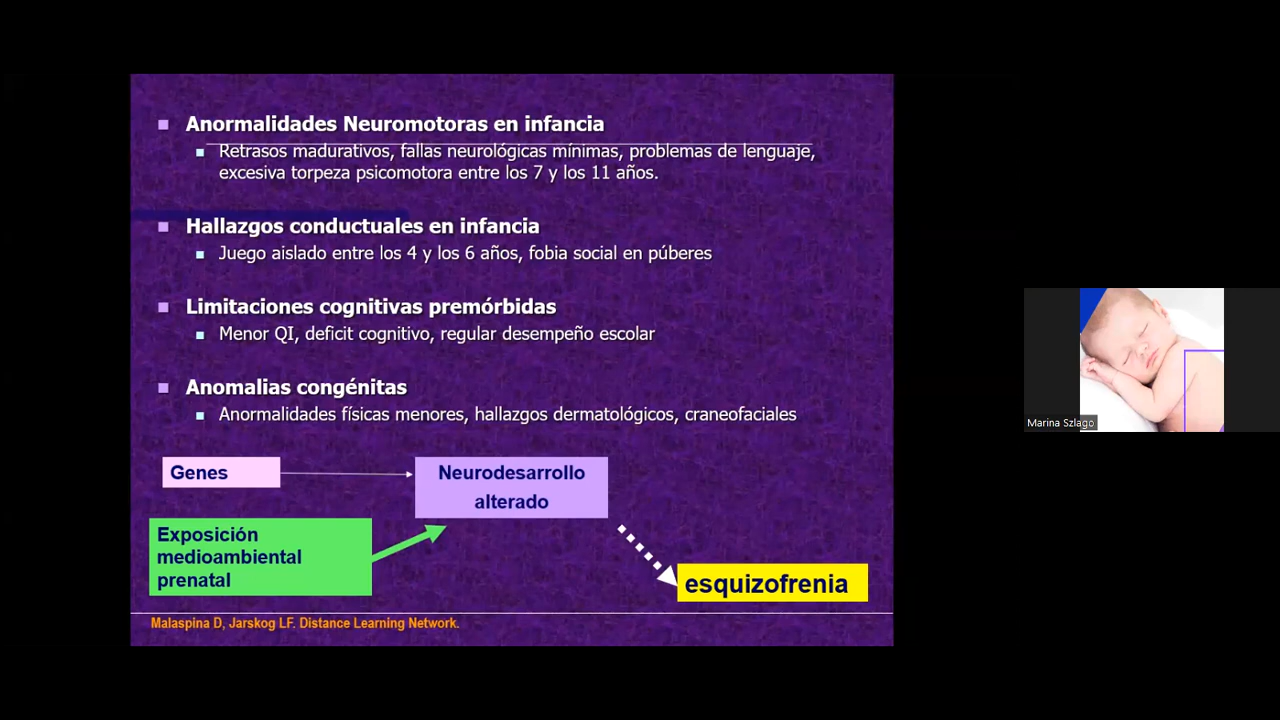 Anormalidades Neuromotoras en infancia
Retrasos madurativos, fallas neurológicas mínimas, problemas de lenguaje,
excesiva torpeza psicomotora entre los 7 y los 11 años.
Hallazgos conductuales en infancia
Juego aislado entre los 4 y los 6 años, fobia social en púberes
Limitaciones cognitivas premórbidas
Menor QI, deficit cognitivo, regular desempeño escolar
Anomalias congénitas
Anormalidades físicas menores, hallazgos dermatológicos, craneofaciales
Genes
Neurodesarrollo
alterado
Exposición
medioambiental
prenatal
esquizofrenia
Malaspina D, Jarskog LF. Distance Learning Network.
Marina Szlago